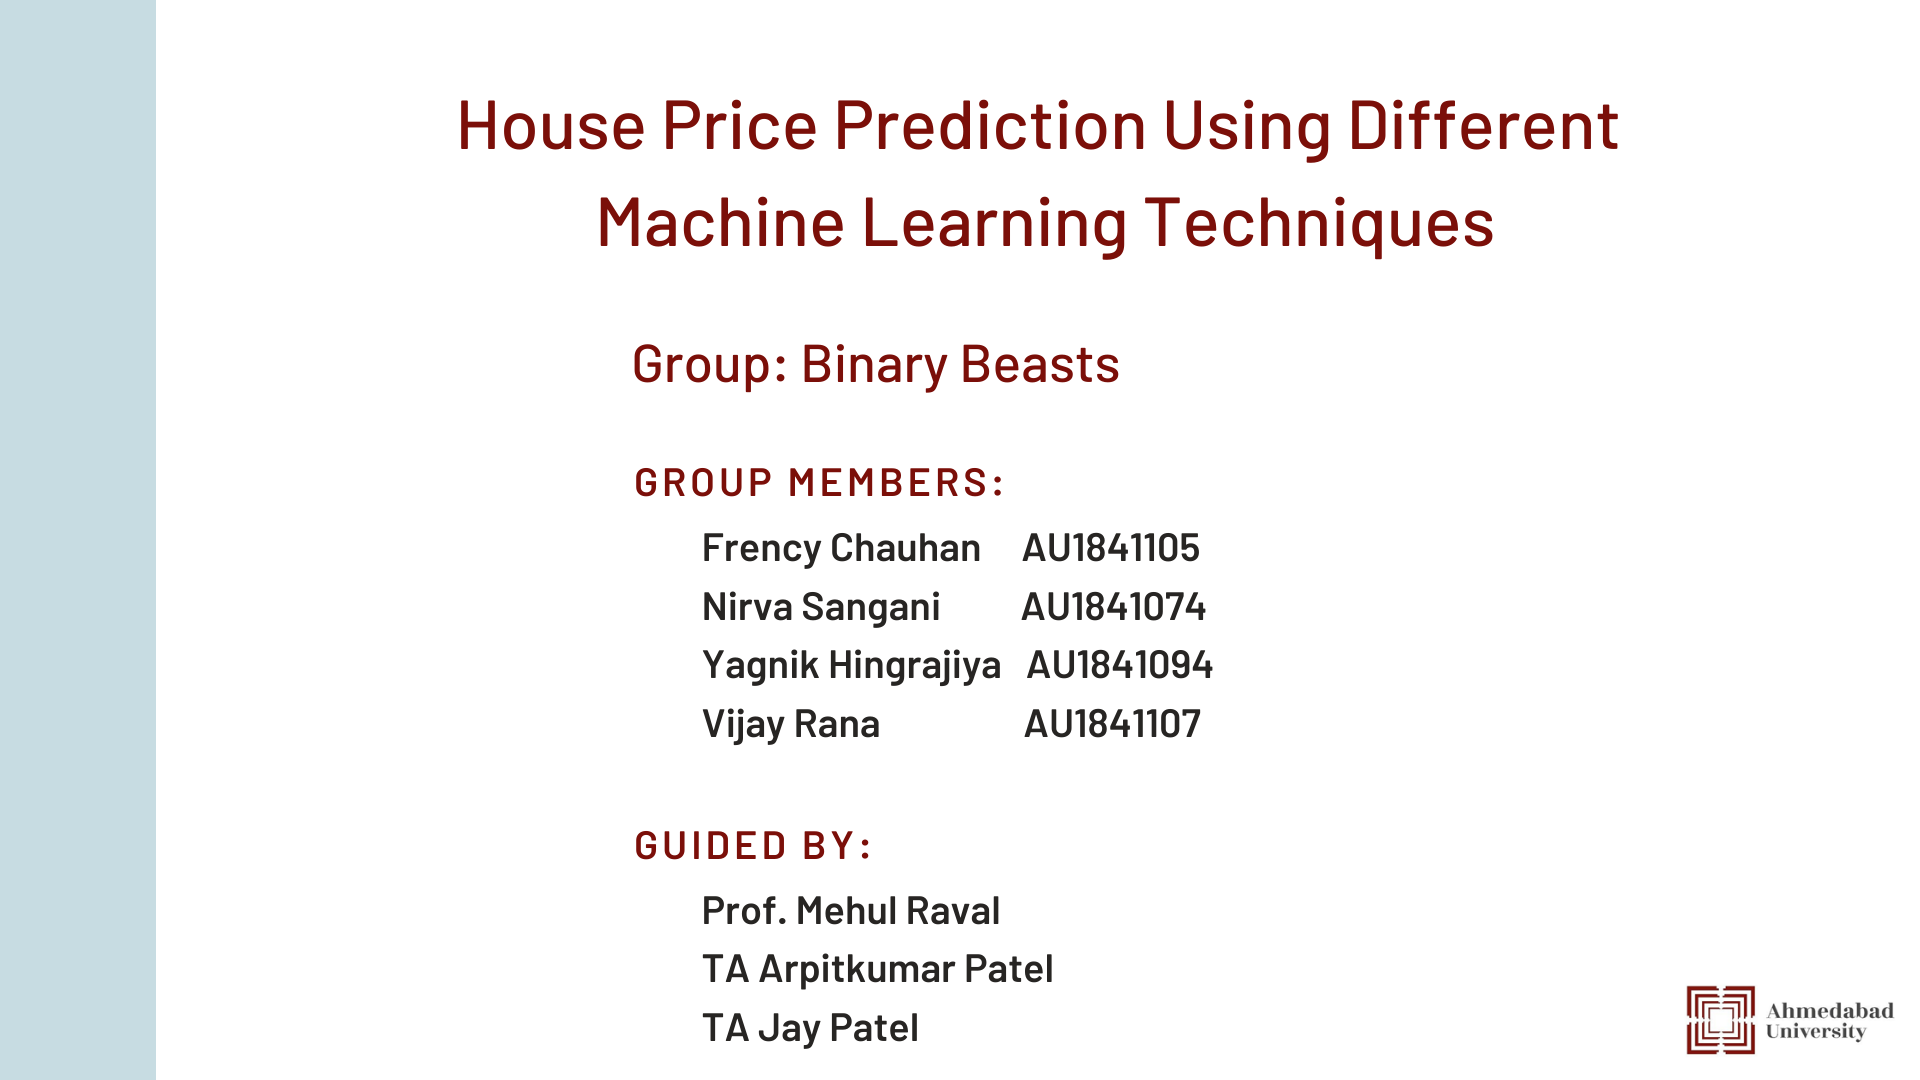 House Price Prediction Using Different
Machine Learning Techniques
Group: Binary Beasts
GROUP MEMBERS:
Frency Chauhan AU1841105
Nirva Sangani AU1841074
Yagnik Hingrajiya AU1841094
Vijay Rana AU1841107
GUIDED BY:
Prof. Mehul Raval
TA Arpitkumar Patel
TA Jay Patel
Ahmedabad
University